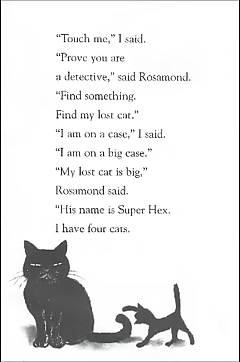 “Touch me,” I said.
“Prove you are
a detective,” said Rosamond.
“Find something.
Find my lost cat.”
“I am on a case,” I said.
“I am on a big case.”
“My lost cat is big,”
Rosamond said.
“His name is Super Hex.
I have four cats.